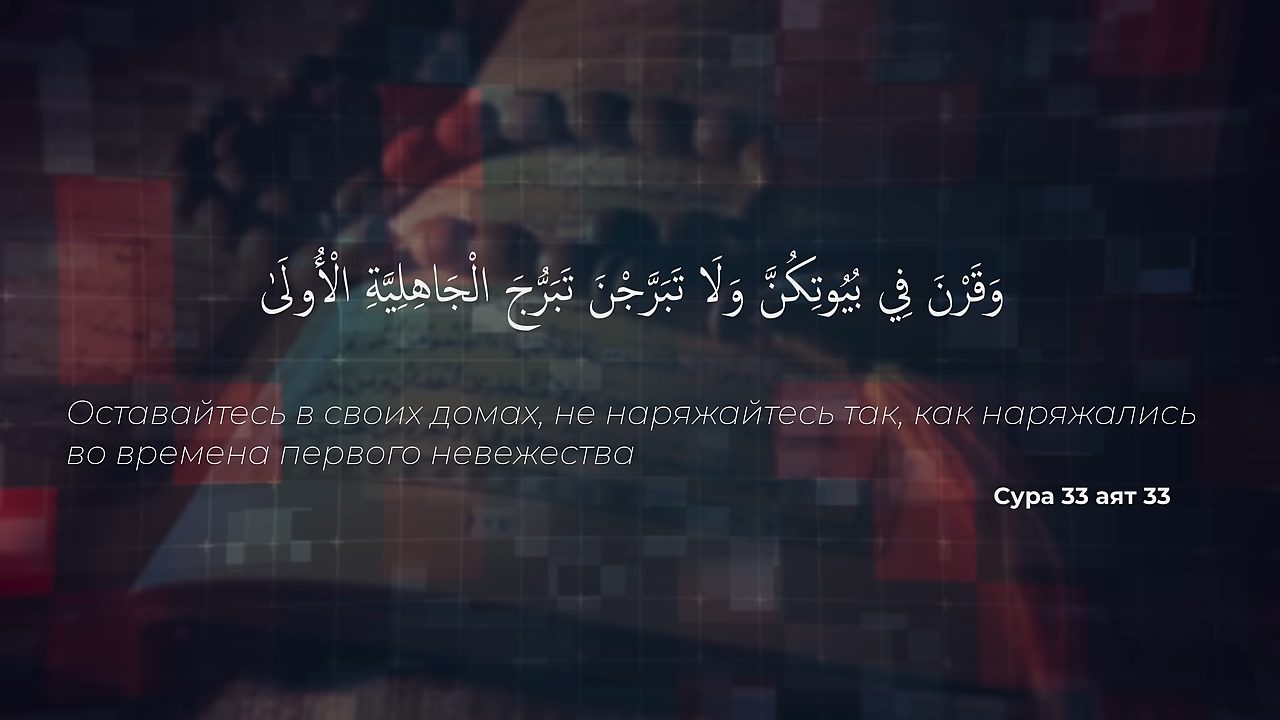 وَقَرْنَ فِي بُيُوتِكُنَّ وَلَا تَبَرَّجْنَ تَبَرُّجَ الْجَاهِلِيَّةِ الْأُولَىٰ
Оставайтесь в своих домах, не наряжайтесь так, как наряжались
во времена первого невежества
Сура 33 аят 33